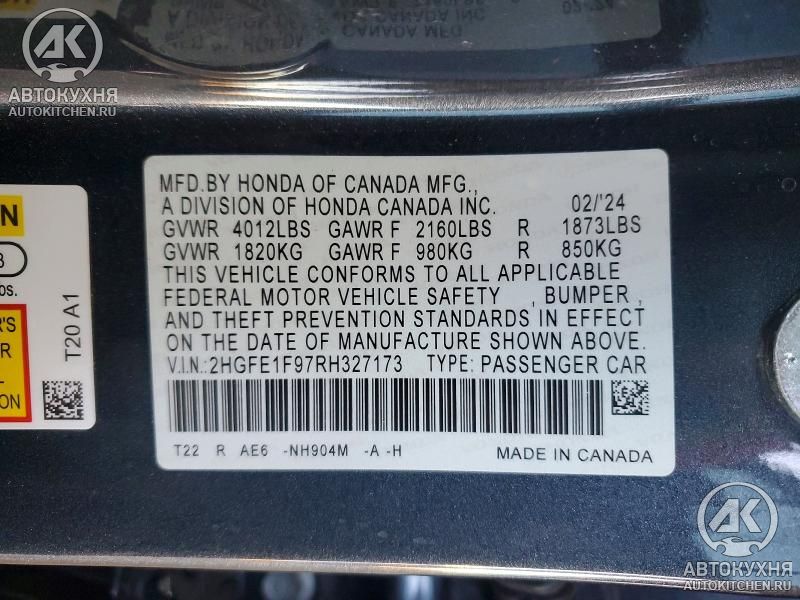 AK
АВТОКУХНЯ
AUTOKITCHEN.RU
MFD.BY HONDA OF CANADA MFG.,
A DIVISION OF HONDA CANADA INC. 02/'24
GVWR 4012LBS GAWR F 2160LBS R 1873LBS
GVWR 1820KG GAWR F 980KG R 850KG
THIS VEHICLE CONFORMS TO ALL APPLICABLE
FEDERAL MOTOR VEHICLE SAFETY , BUMPER ,
AND THEFT PREVENTION STANDARDS IN EFFECT
ON THE DATE OF MANUFACTURE SHOWN ABOVE.
V.I.N.:2HGFE1F97RH327173 TYPE: PASSENGER CAR
T22 R AE6 -NH904M -A -H MADE IN CANADA
T20 A1
AK
АВТОКУХНЯ
AUTOKITCHEN.RU